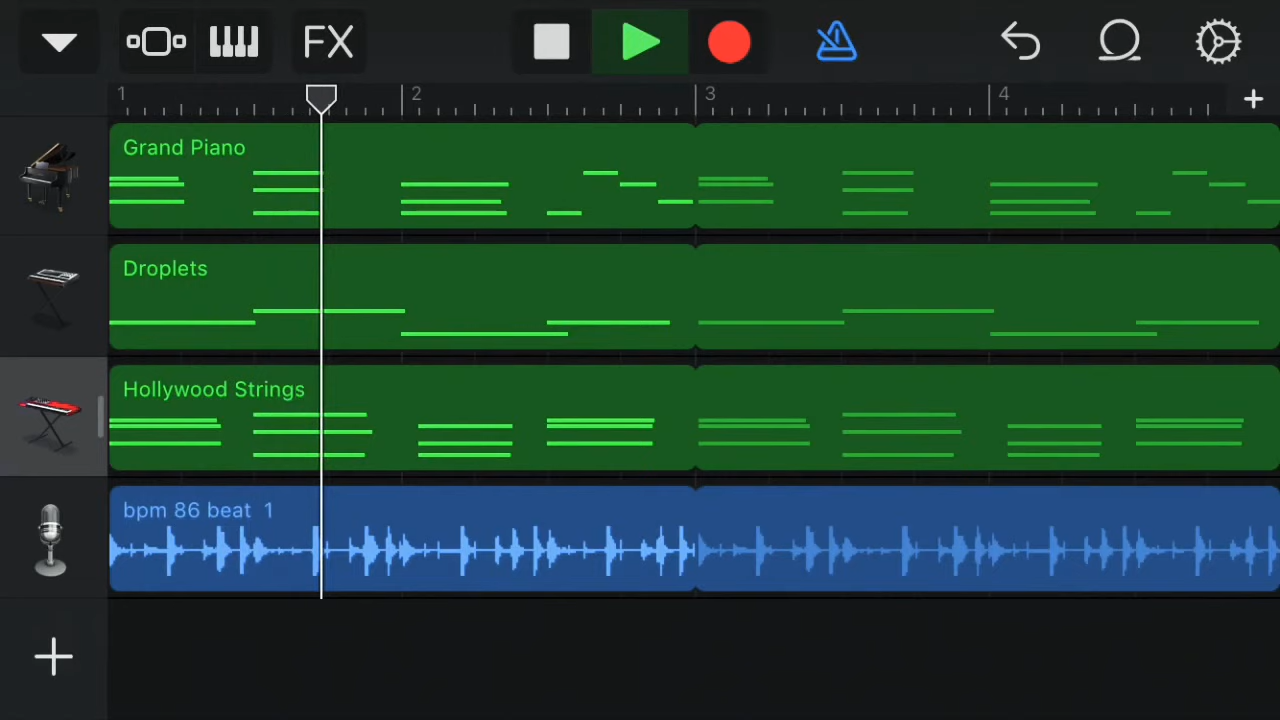 FX
1 2 3 4
Grand Piano
Droplets
Hollywood Strings
bpm 86 beat 1